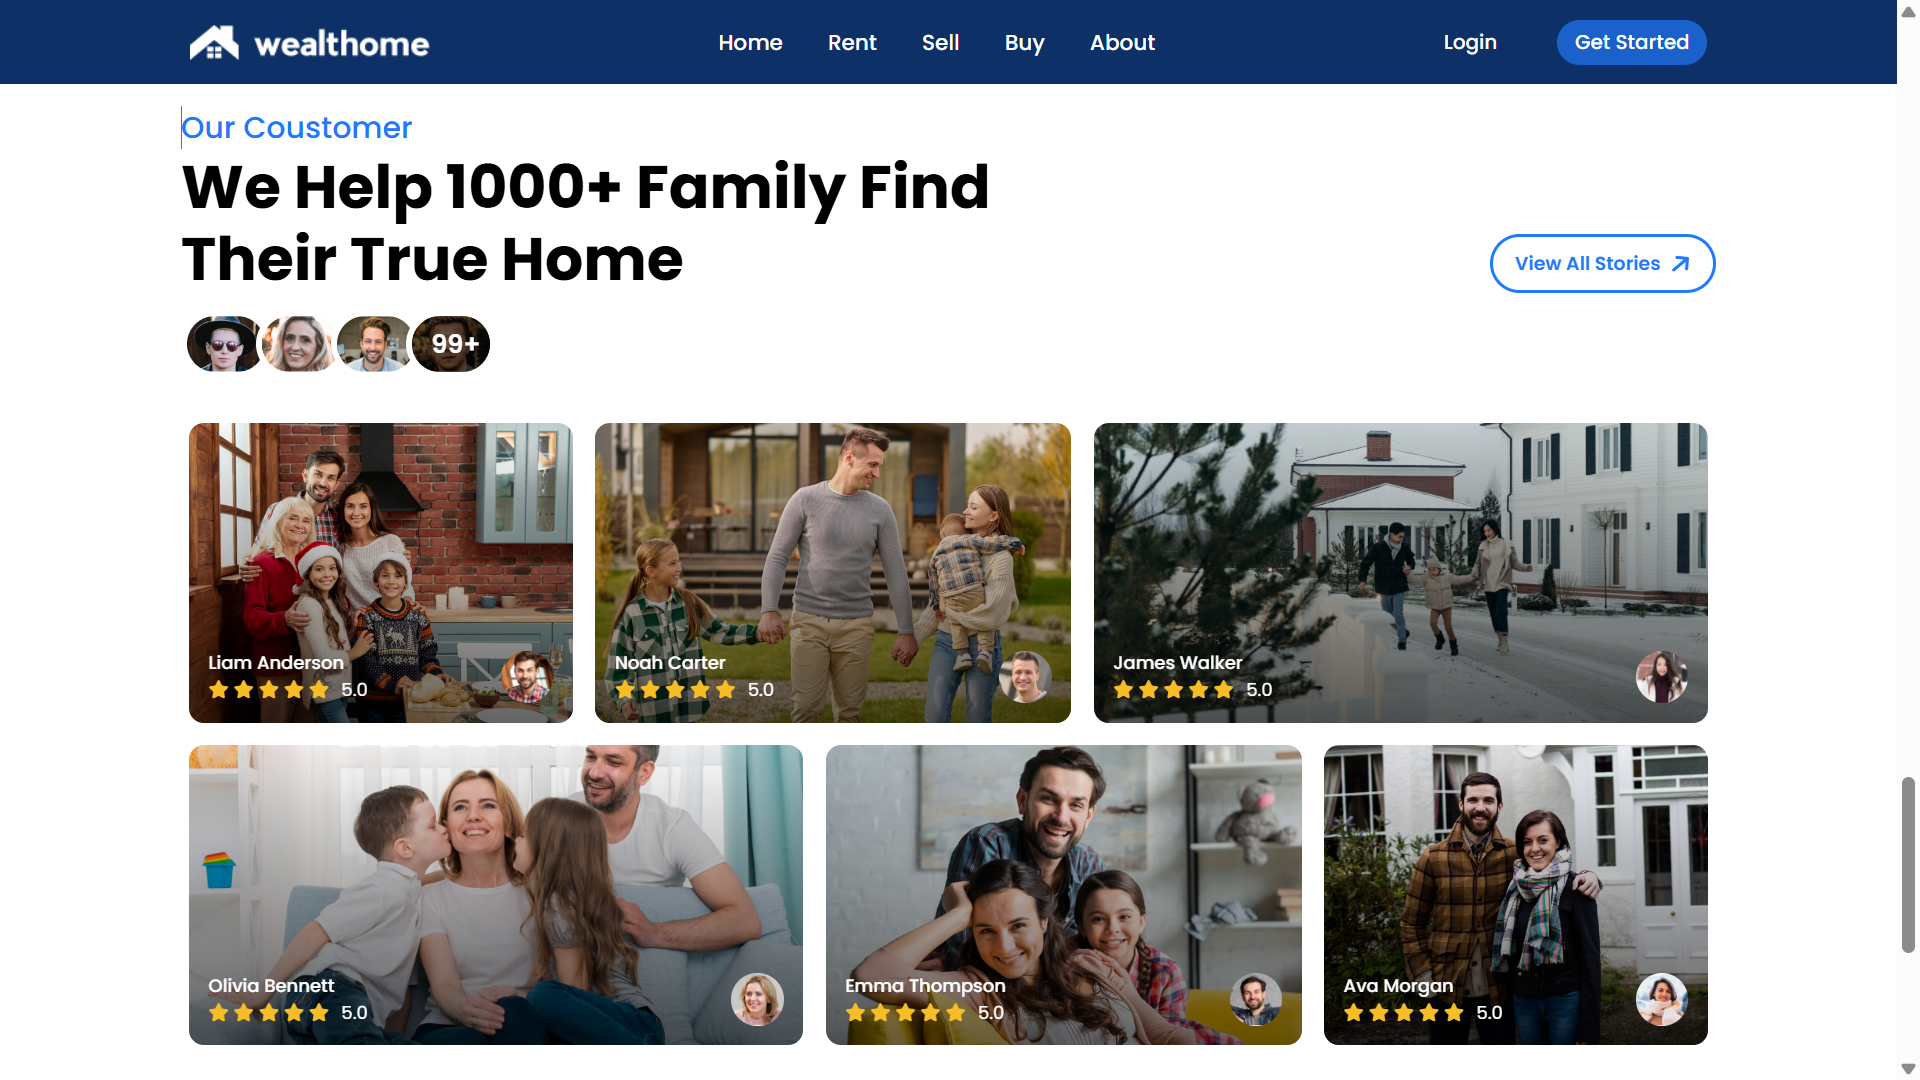 wealthome
Home Rent Sell Buy About
Login
Get Started
Our Coustomer
We Help 1000+ Family Find
Their True Home
View All Stories
99+
Liam Anderson
5.0
Noah Carter
5.0
James Walker
5.0
Olivia Bennett
5.0
Emma Thompson
5.0
Ava Morgan
5.0